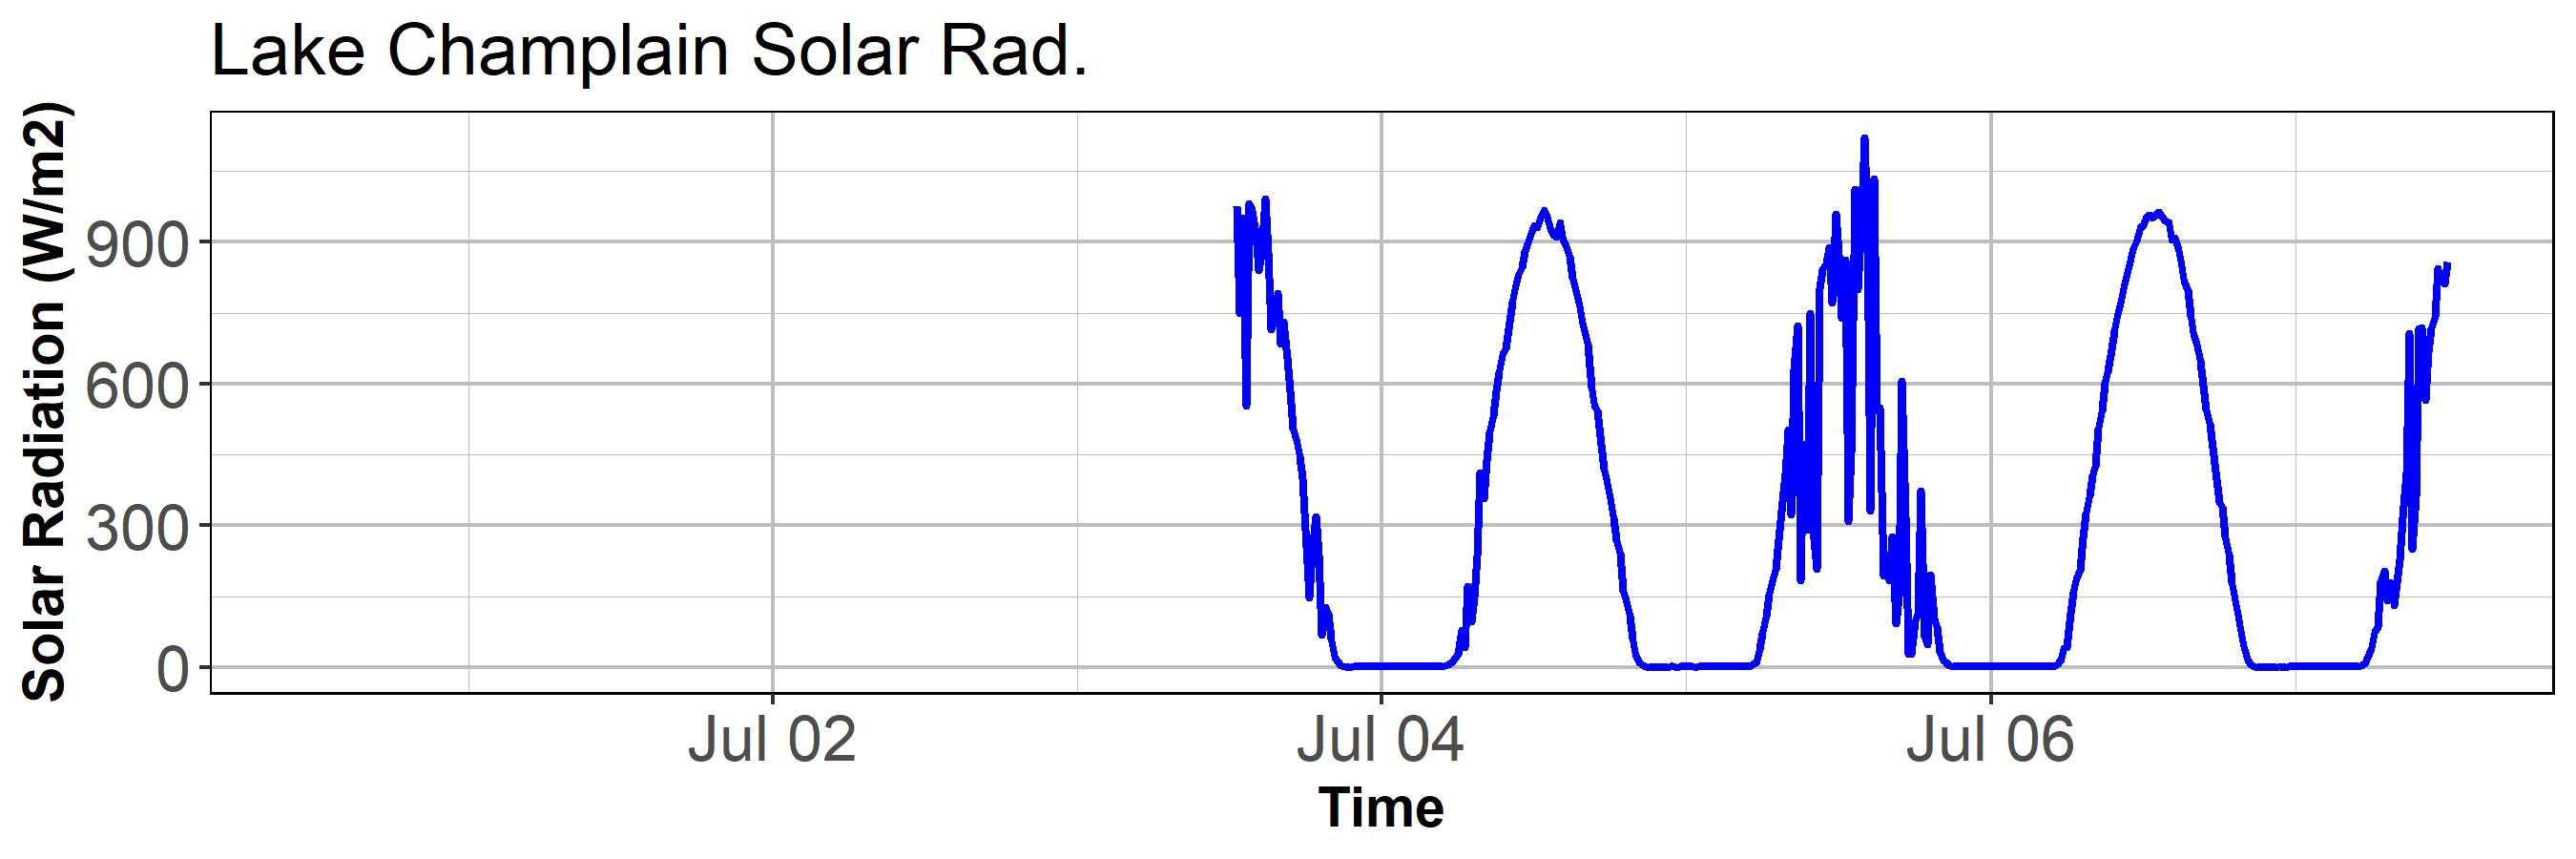 Lake Champlain Solar Rad.
Solar Radiation (W/m2)
900
600
300
0
Jul 02 Jul 04 Jul 06
Time